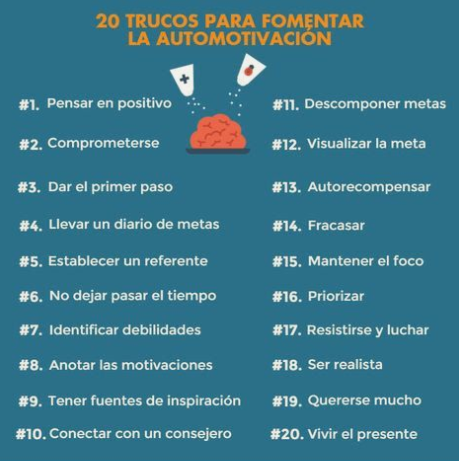 20 TRUCOS PARA FOMENTAR
LA AUTOMOTIVACIÓN
#1. Pensar en positivo
#2. Comprometerse
#3. Dar el primer paso
#4. Llevar un diario de metas
#5. Establecer un referente
#6. No dejar pasar el tiempo
#7. Identificar debilidades
#8. Anotar las motivaciones
#9. Tener fuentes de inspiración
#10. Conectar con un consejero
#11. Descomponer metas
#12. Visualizar la meta
#13. Autorecompensar
#14. Fracasar
#15. Mantener el foco
#16. Priorizar
#17. Resistirse y luchar
#18. Ser realista
#19. Quererse mucho
#20. Vivir el presente